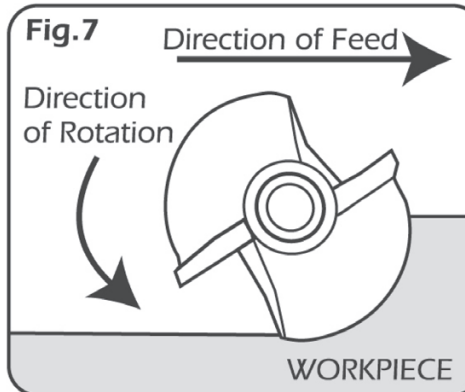 Fig.7
Direction of Feed
Direction
of Rotation
WORKPIECE